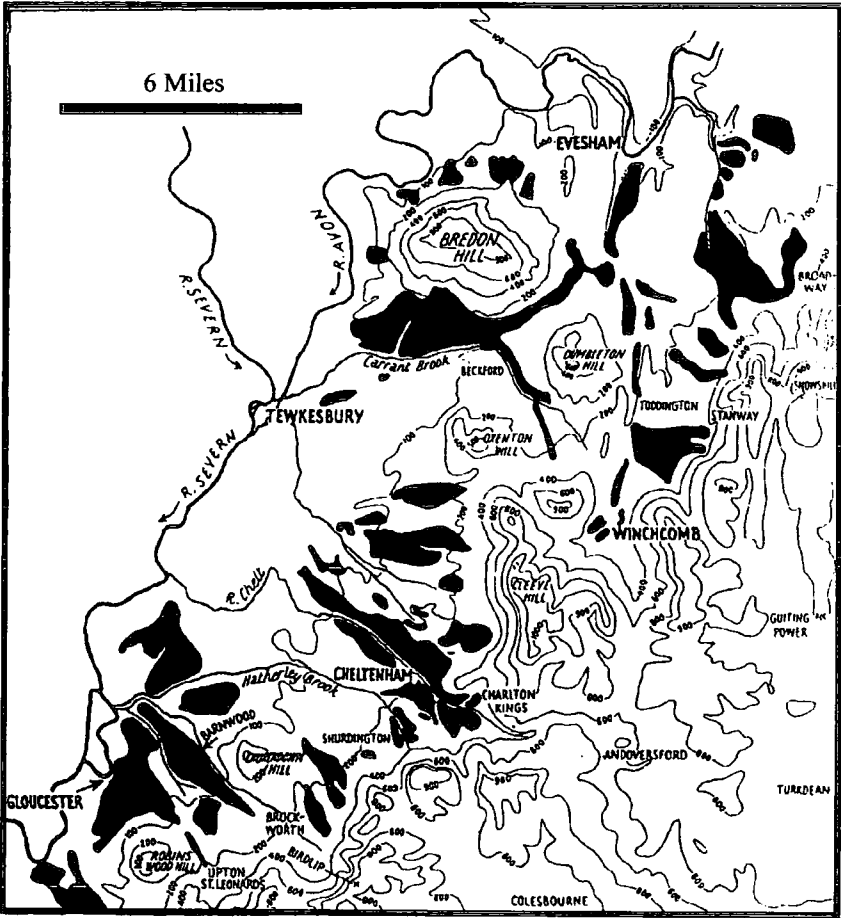 6 Miles
EVESHAM
R. AVON
BREDON
HILL
BROAD-
WAY
R. SEVERN
Carrant Brook
BECKFORD
DUMBLETON
HILL
SNOWSHILL
TEWKESBURY
TODDINGTON
STANWAY
OXENTON
HILL
R. SEVERN
WINCHCOMB
R. Chelt
CLEEVE
HILL
GUITING
POWER
CHELTENHAM
Hatherley Brook
CHARLTON
KINGS
BARNWOOD
SHURDINGTON
ANDOVERSFORD
CHURCHDOWN
HILL
GLOUCESTER
TURKDEAN
BROCK-
WORTH
ROBINS
WOOD HILL
BIRDLIP
UPTON
ST. LEONARDS
COLESBOURNE